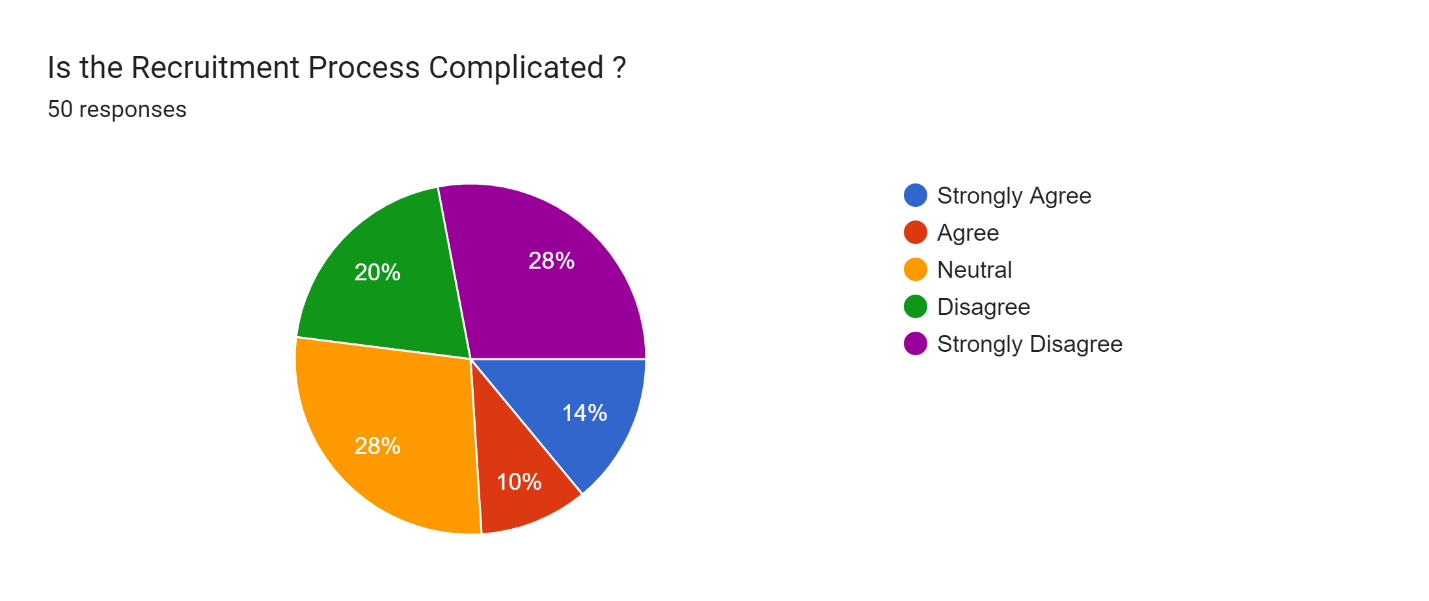 Is the Recruitment Process Complicated ?
50 responses
28%
20%
14%
28%
10%
Strongly Agree
Agree
Neutral
Disagree
Strongly Disagree